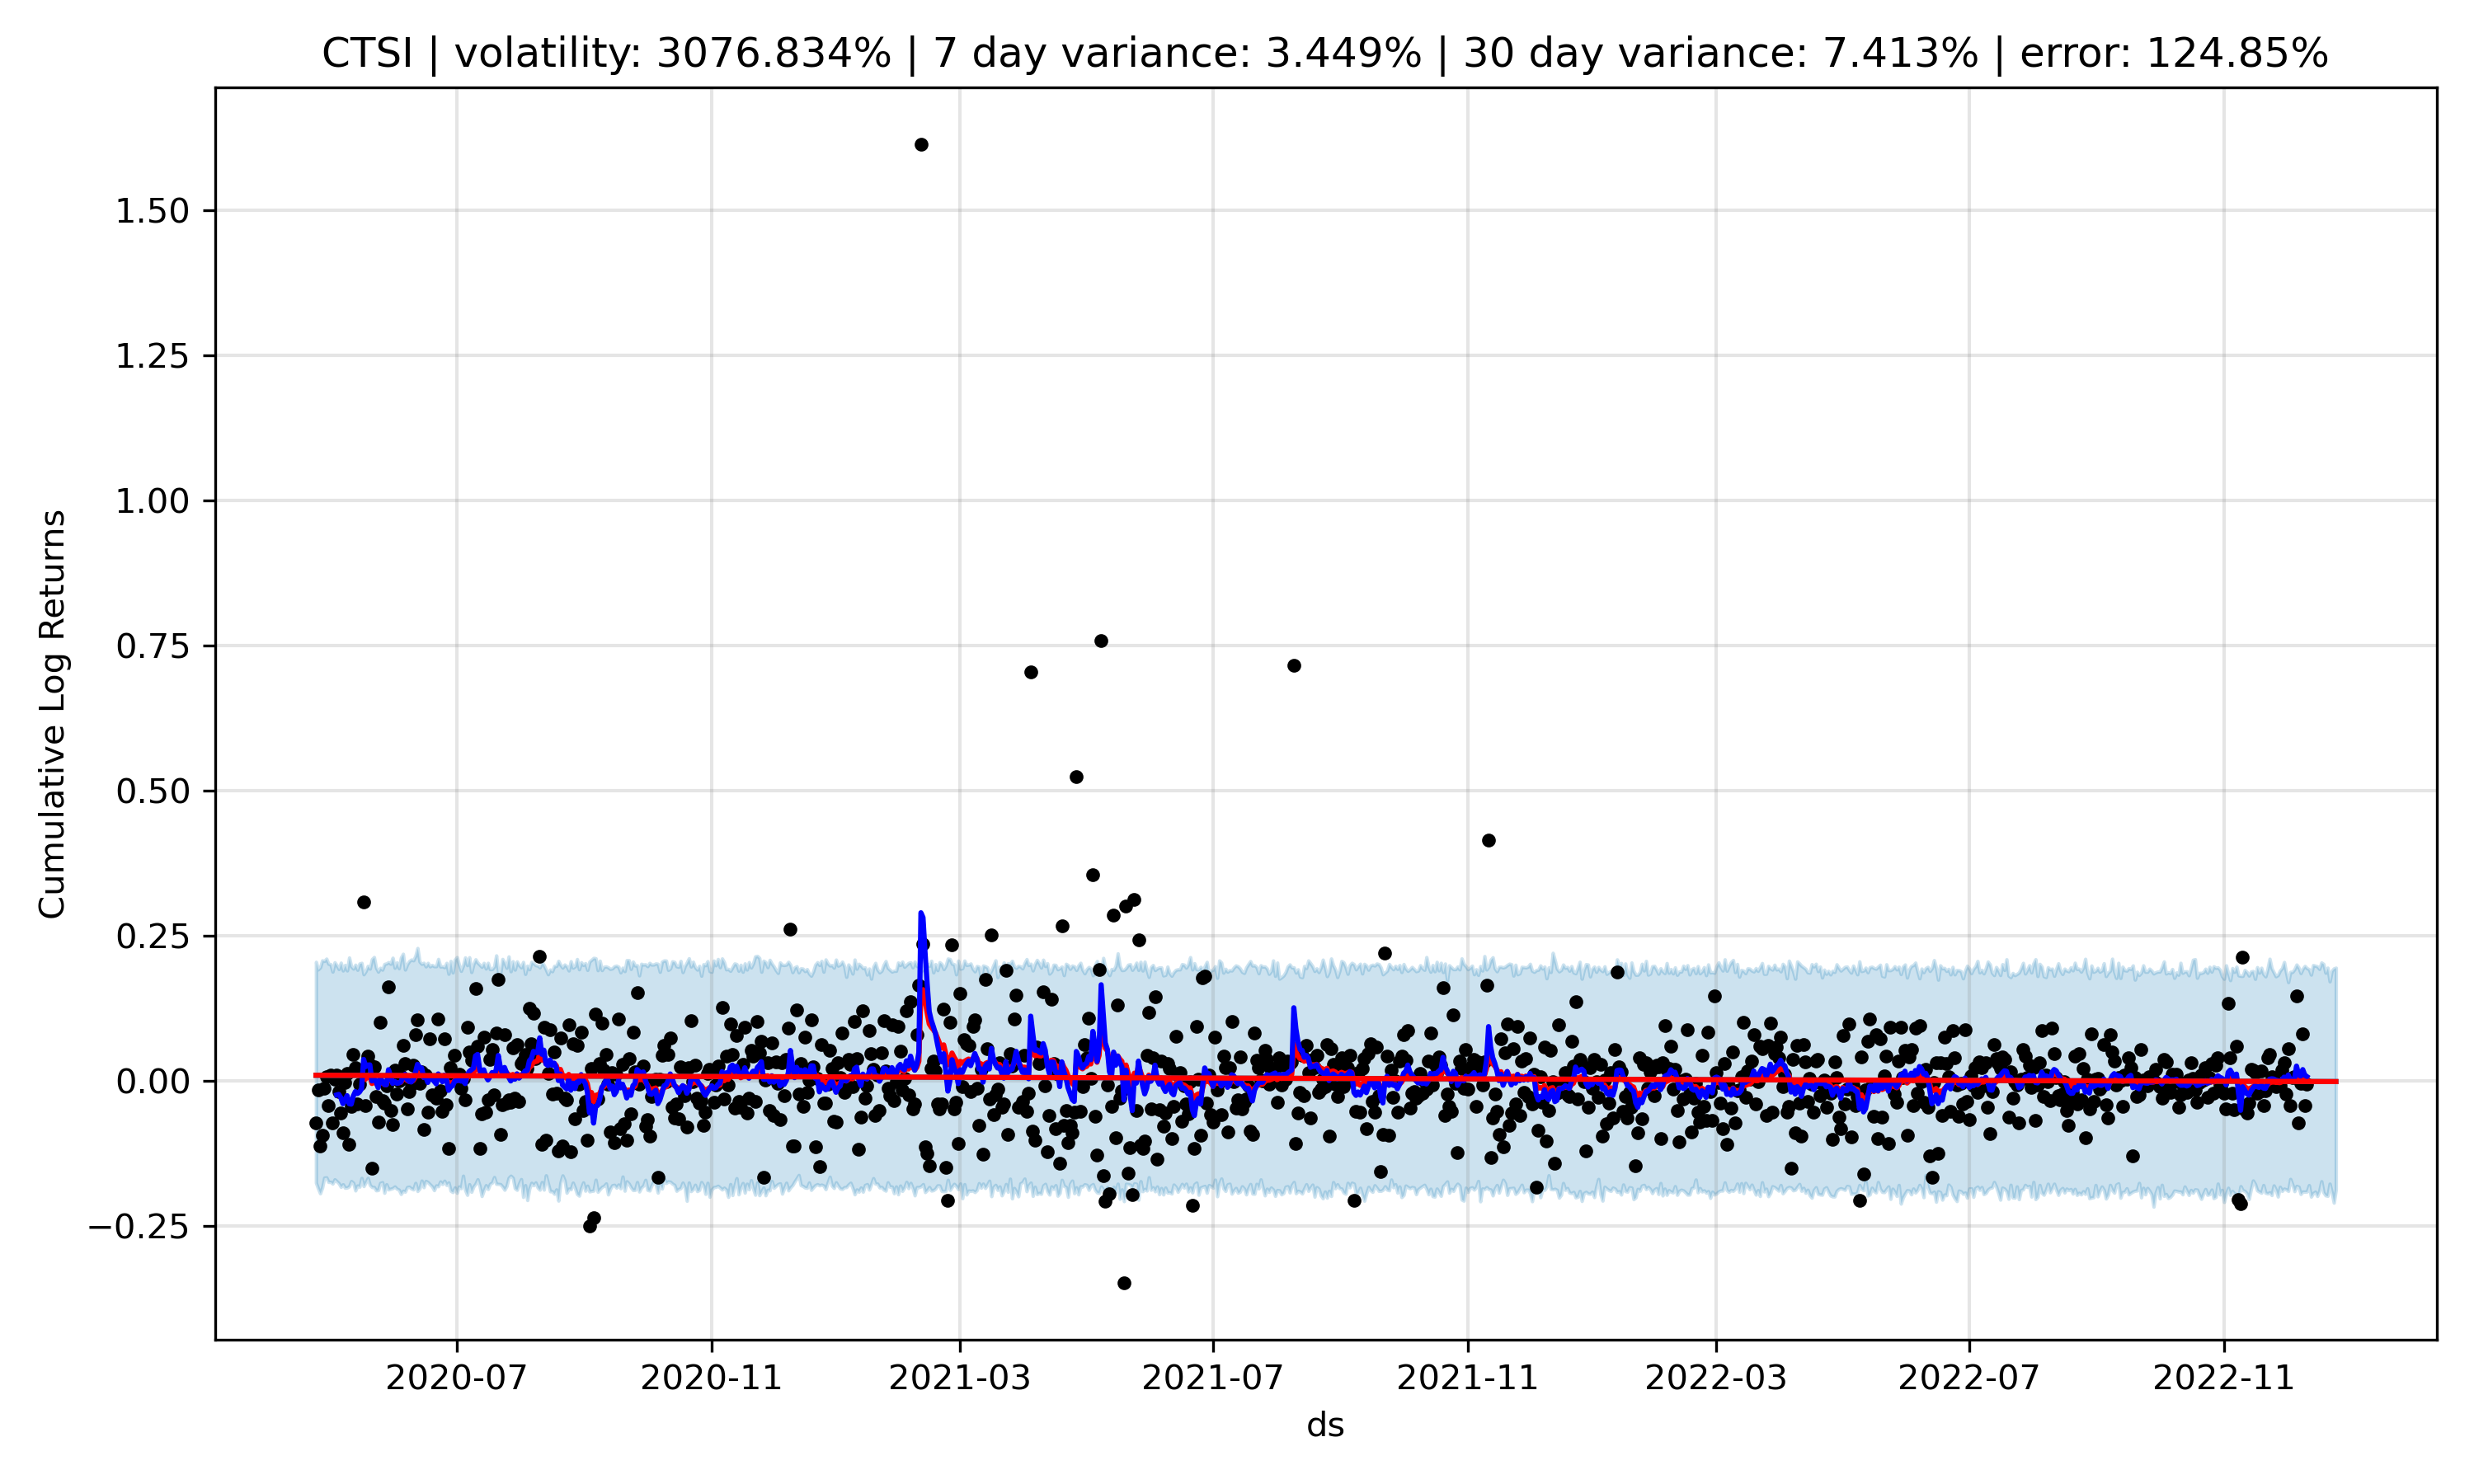 CTSI | volatility: 3076.834% | 7 day variance: 3.449% | 30 day variance: 7.413% | error: 124.85%
Cumulative Log Returns
1.50
1.25
1.00
0.75
0.50
0.25
0.00
−0.25
2020-07 2020-11 2021-03 2021-07 2021-11 2022-03 2022-07 2022-11
ds